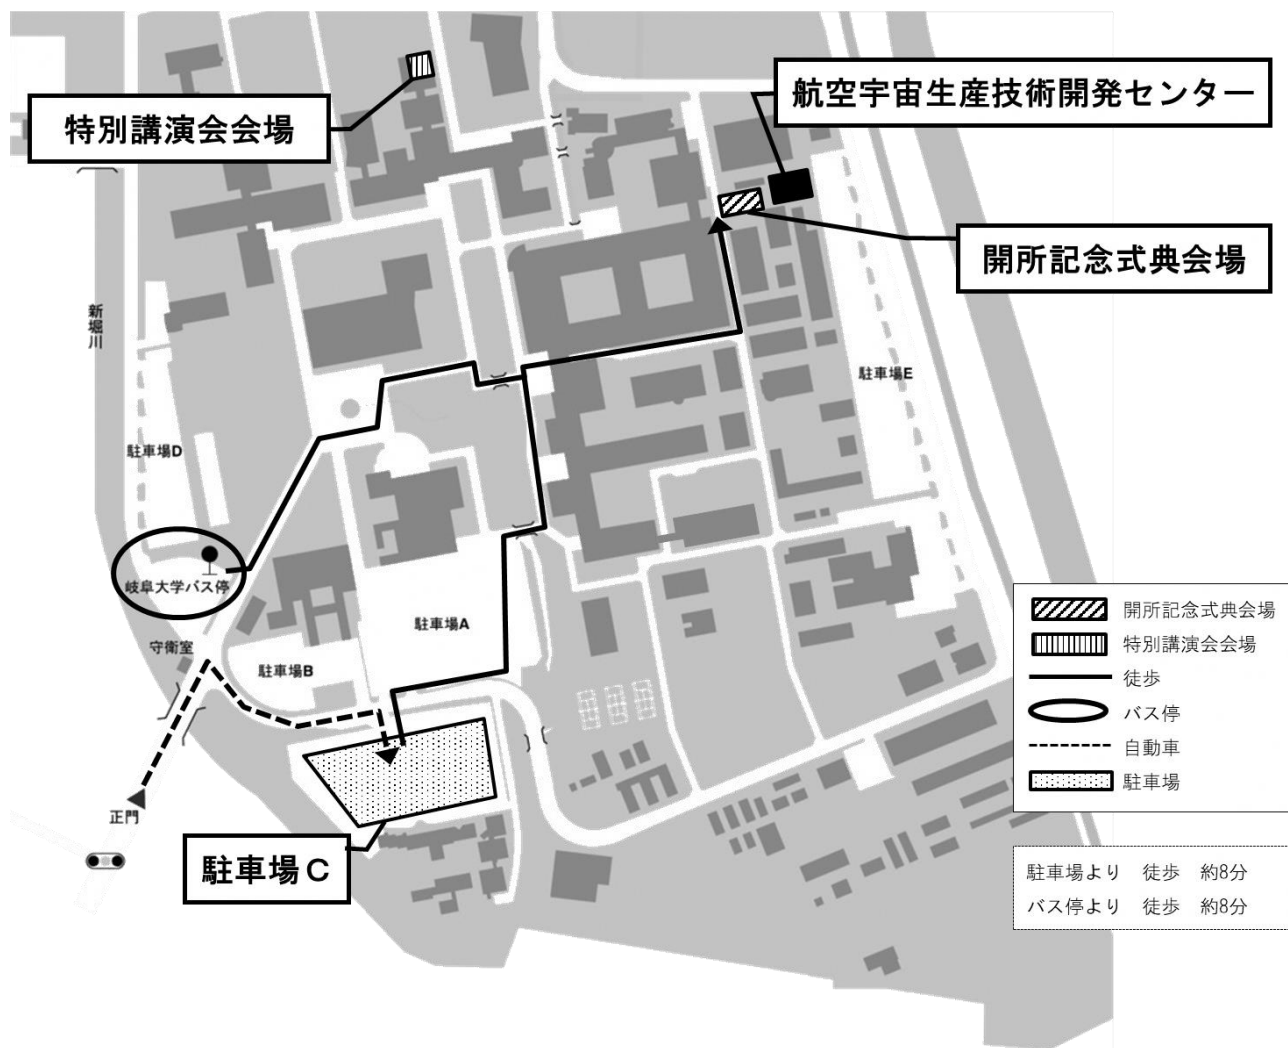 航空宇宙生産技術開発センター
特別講演会会場
開所記念式典会場
新堀川
駐車場E
駐車場D
岐阜大学バス停
駐車場A
守衛室
駐車場B
正門
駐車場C
開所記念式典会場
特別講演会会場
徒歩
バス停
自動車
駐車場
駐車場より 徒歩 約8分
バス停より 徒歩 約8分